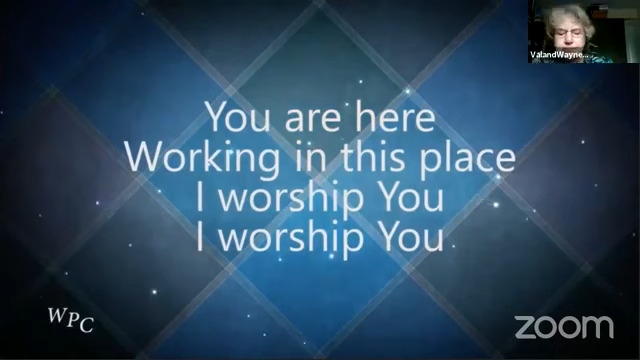 ValandWayne...
You are here
Working in this place
I worship You
I worship You
WPC
zoom